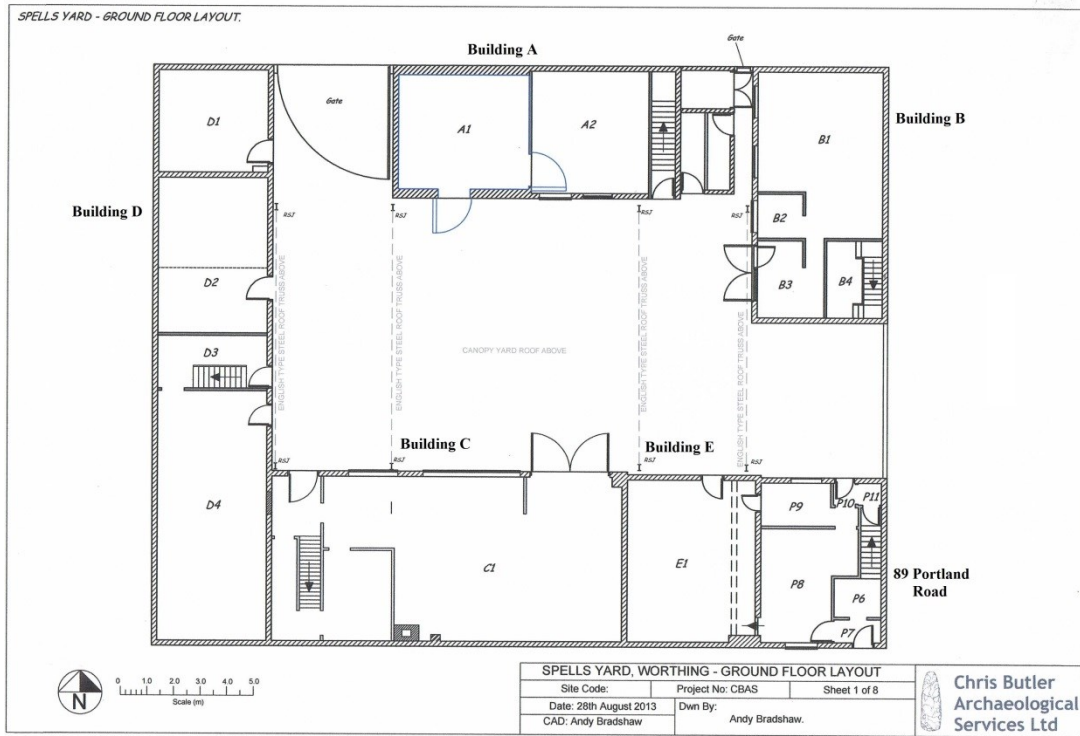 SPELLS YARD - GROUND FLOOR LAYOUT.
Building A
Gate
Gate
D1
A1
A2
B1
Building B
Building D
RSJ
RSJ
RSJ
RSJ
B2
D2
B3
B4
ENGLISH TYPE STEEL ROOF TRUSS ABOVE
ENGLISH TYPE STEEL ROOF TRUSS ABOVE
ENGLISH TYPE STEEL ROOF TRUSS ABOVE
ENGLISH TYPE STEEL ROOF TRUSS ABOVE
D3
CANOPY YARD ROOF ABOVE
Building C
Building E
RSJ
RSJ
RSJ
RSJ
D4
C1
E1
P9
P10
P11
P8
P6
P7
89 Portland
Road
N
0 1.0 2.0 3.0 4.0 5.0
Scale (m)
SPELLS YARD, WORTHING - GROUND FLOOR LAYOUT
Site Code: Project No: CBAS Sheet 1 of 8
Date: 28th August 2013 Dwn By:
CAD: Andy Bradshaw Andy Bradshaw.
Chris Butler
Archaeological
Services Ltd